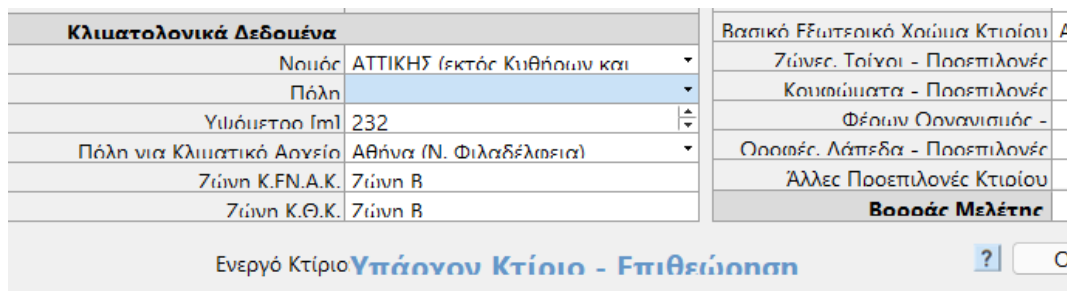 Κλιματολογικά Δεδομένα
Νομός ΑΤΤΙΚΗΣ (εκτός Κυθήρων και
Πόλη
Υψόμετρο [m] 232
Πόλη για Κλιματικό Αρχείο Αθήνα (Ν. Φιλαδέλφεια)
Ζώνη Κ.ΕΝ.Α.Κ. Ζώνη Β
Ζώνη Κ.Θ.Κ. Ζώνη Β
Βασικό Εξωτερικό Χρώμα Κτιρίου
Ζώνες, Τοίχοι - Προεπιλογές
Κουφώματα - Προεπιλογές
Φέρων Οργανισμός -
Οροφές, Δάπεδα - Προεπιλογές
Άλλες Προεπιλογές Κτιρίου
Βορράς Μελέτης
Ενεργό Κτίριο Υπάρχον Κτίριο - Επιθεώρηση
?